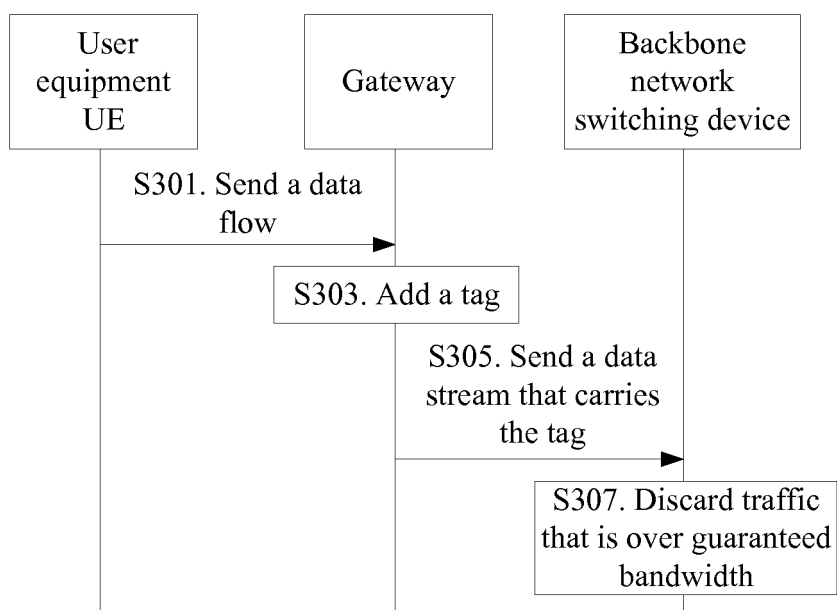 User
equipment
UE
Gateway
Backbone
network
switching device
S301. Send a data
flow
S303. Add a tag
S305. Send a data
stream that carries
the tag
S307. Discard traffic
that is over guaranteed
bandwidth